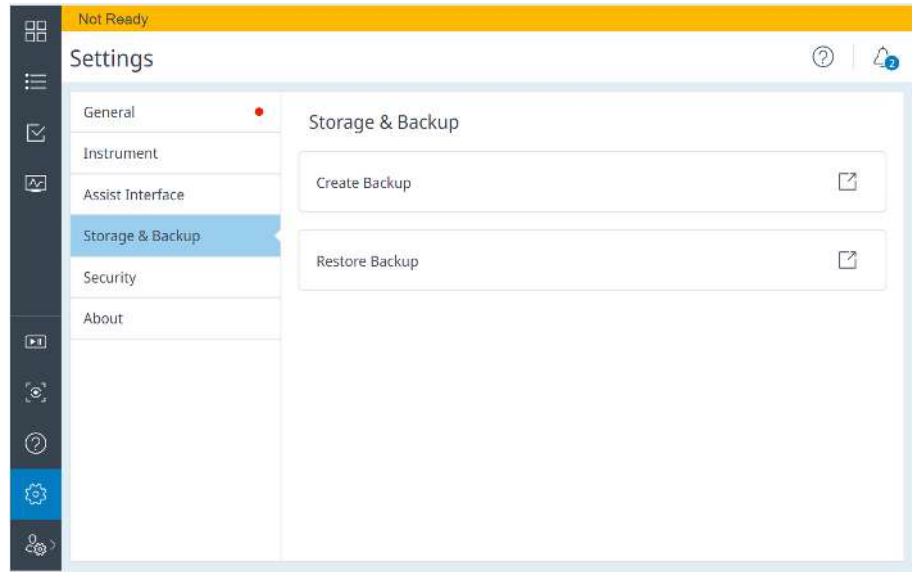 Not Ready
Settings
2
General
Instrument
Assist Interface
Storage & Backup
Security
About
Storage & Backup
Create Backup
Restore Backup